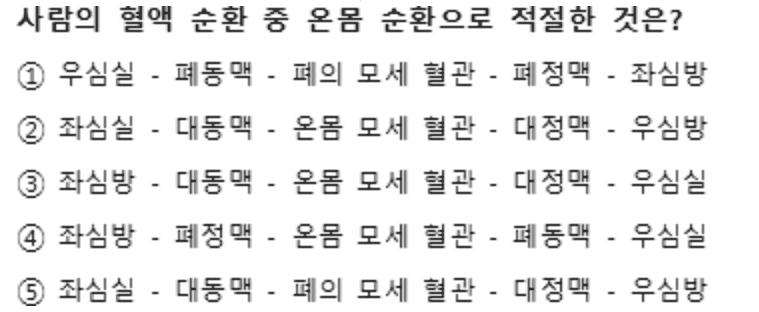 사람의 혈액 순환 중 온몸 순환으로 적절한 것은?
① 우심실 - 폐동맥 - 폐의 모세 혈관 - 폐정맥 - 좌심방
② 좌심실 - 대동맥 - 온몸 모세 혈관 - 대정맥 - 우심방
③ 좌심방 - 대동맥 - 온몸 모세 혈관 - 대정맥 - 우심실
④ 좌심방 - 폐정맥 - 온몸 모세 혈관 - 폐동맥 - 우심실
⑤ 좌심실 - 대동맥 - 폐의 모세 혈관 - 대정맥 - 우심방